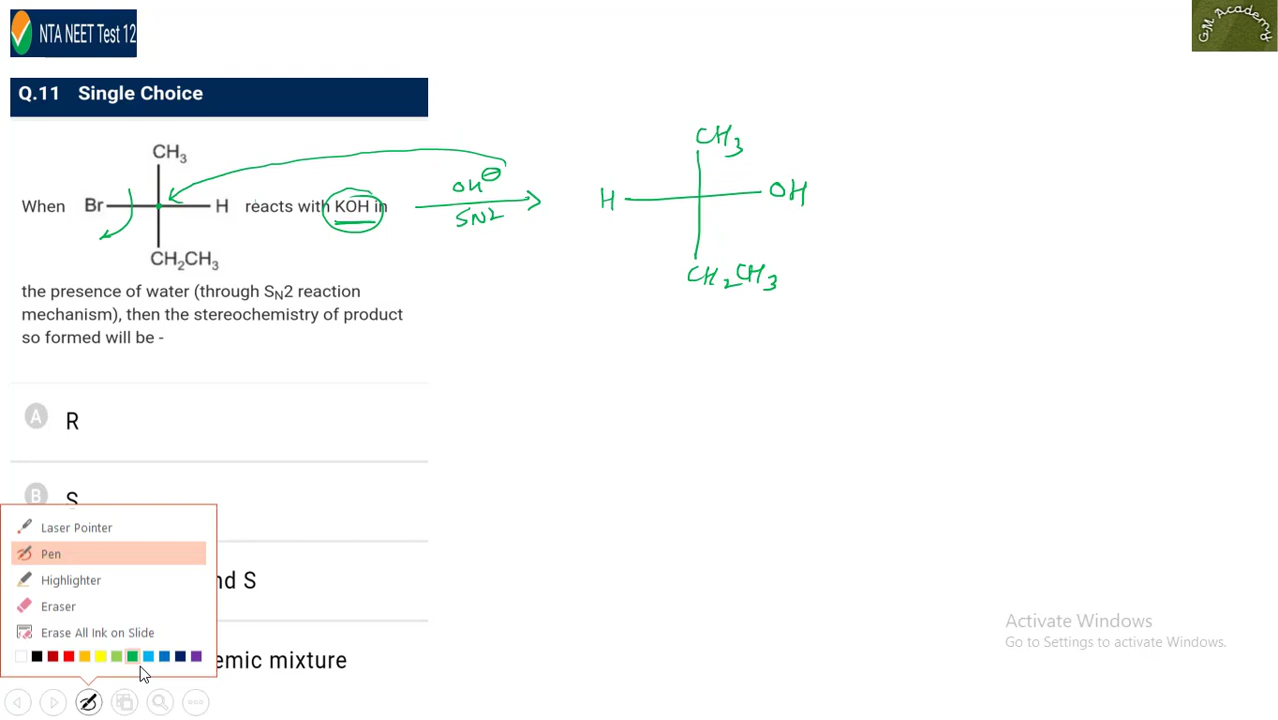 NTA NEET Test 12
GM Academy
Q.11 Single Choice
CH₃
When Br H reacts with KOH in
CH₂CH₃
the presence of water (through SN2 reaction
mechanism), then the stereochemistry of product
so formed will be -
OH⊖
SN2
CH₃
H OH
CH₂CH₃
A R
B S
nd S
emic mixture
Laser Pointer
Pen
Highlighter
Eraser
Erase All Ink on Slide
Activate Windows
Go to Settings to activate Windows.